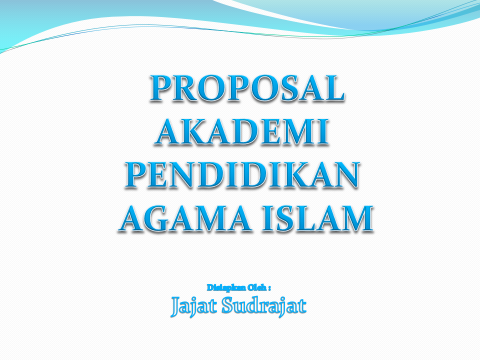 PROPOSAL
AKADEMI
PENDIDIKAN
AGAMA ISLAM
Disiapkan Oleh :
Jajat Sudrajat